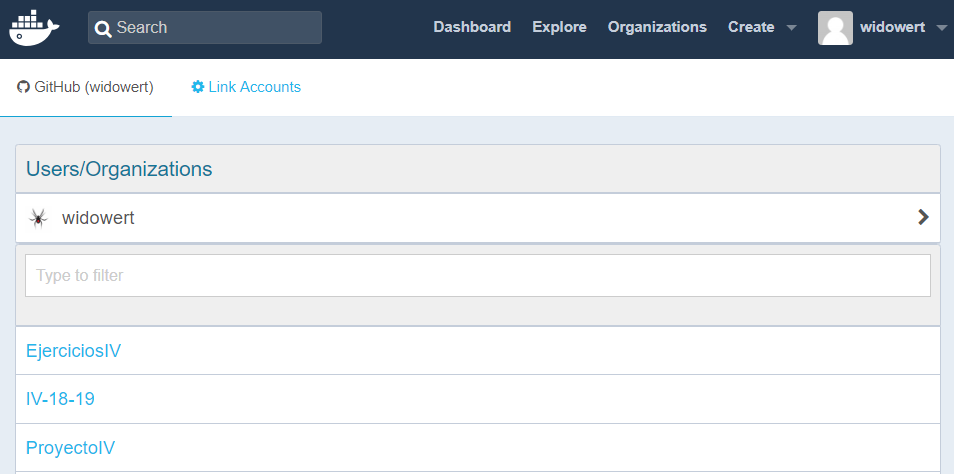 Search Dashboard Explore Organizations Create widowert
GitHub (widowert) Link Accounts
Users/Organizations
widowert
Type to filter
EjerciciosIV
IV-18-19
ProyectoIV